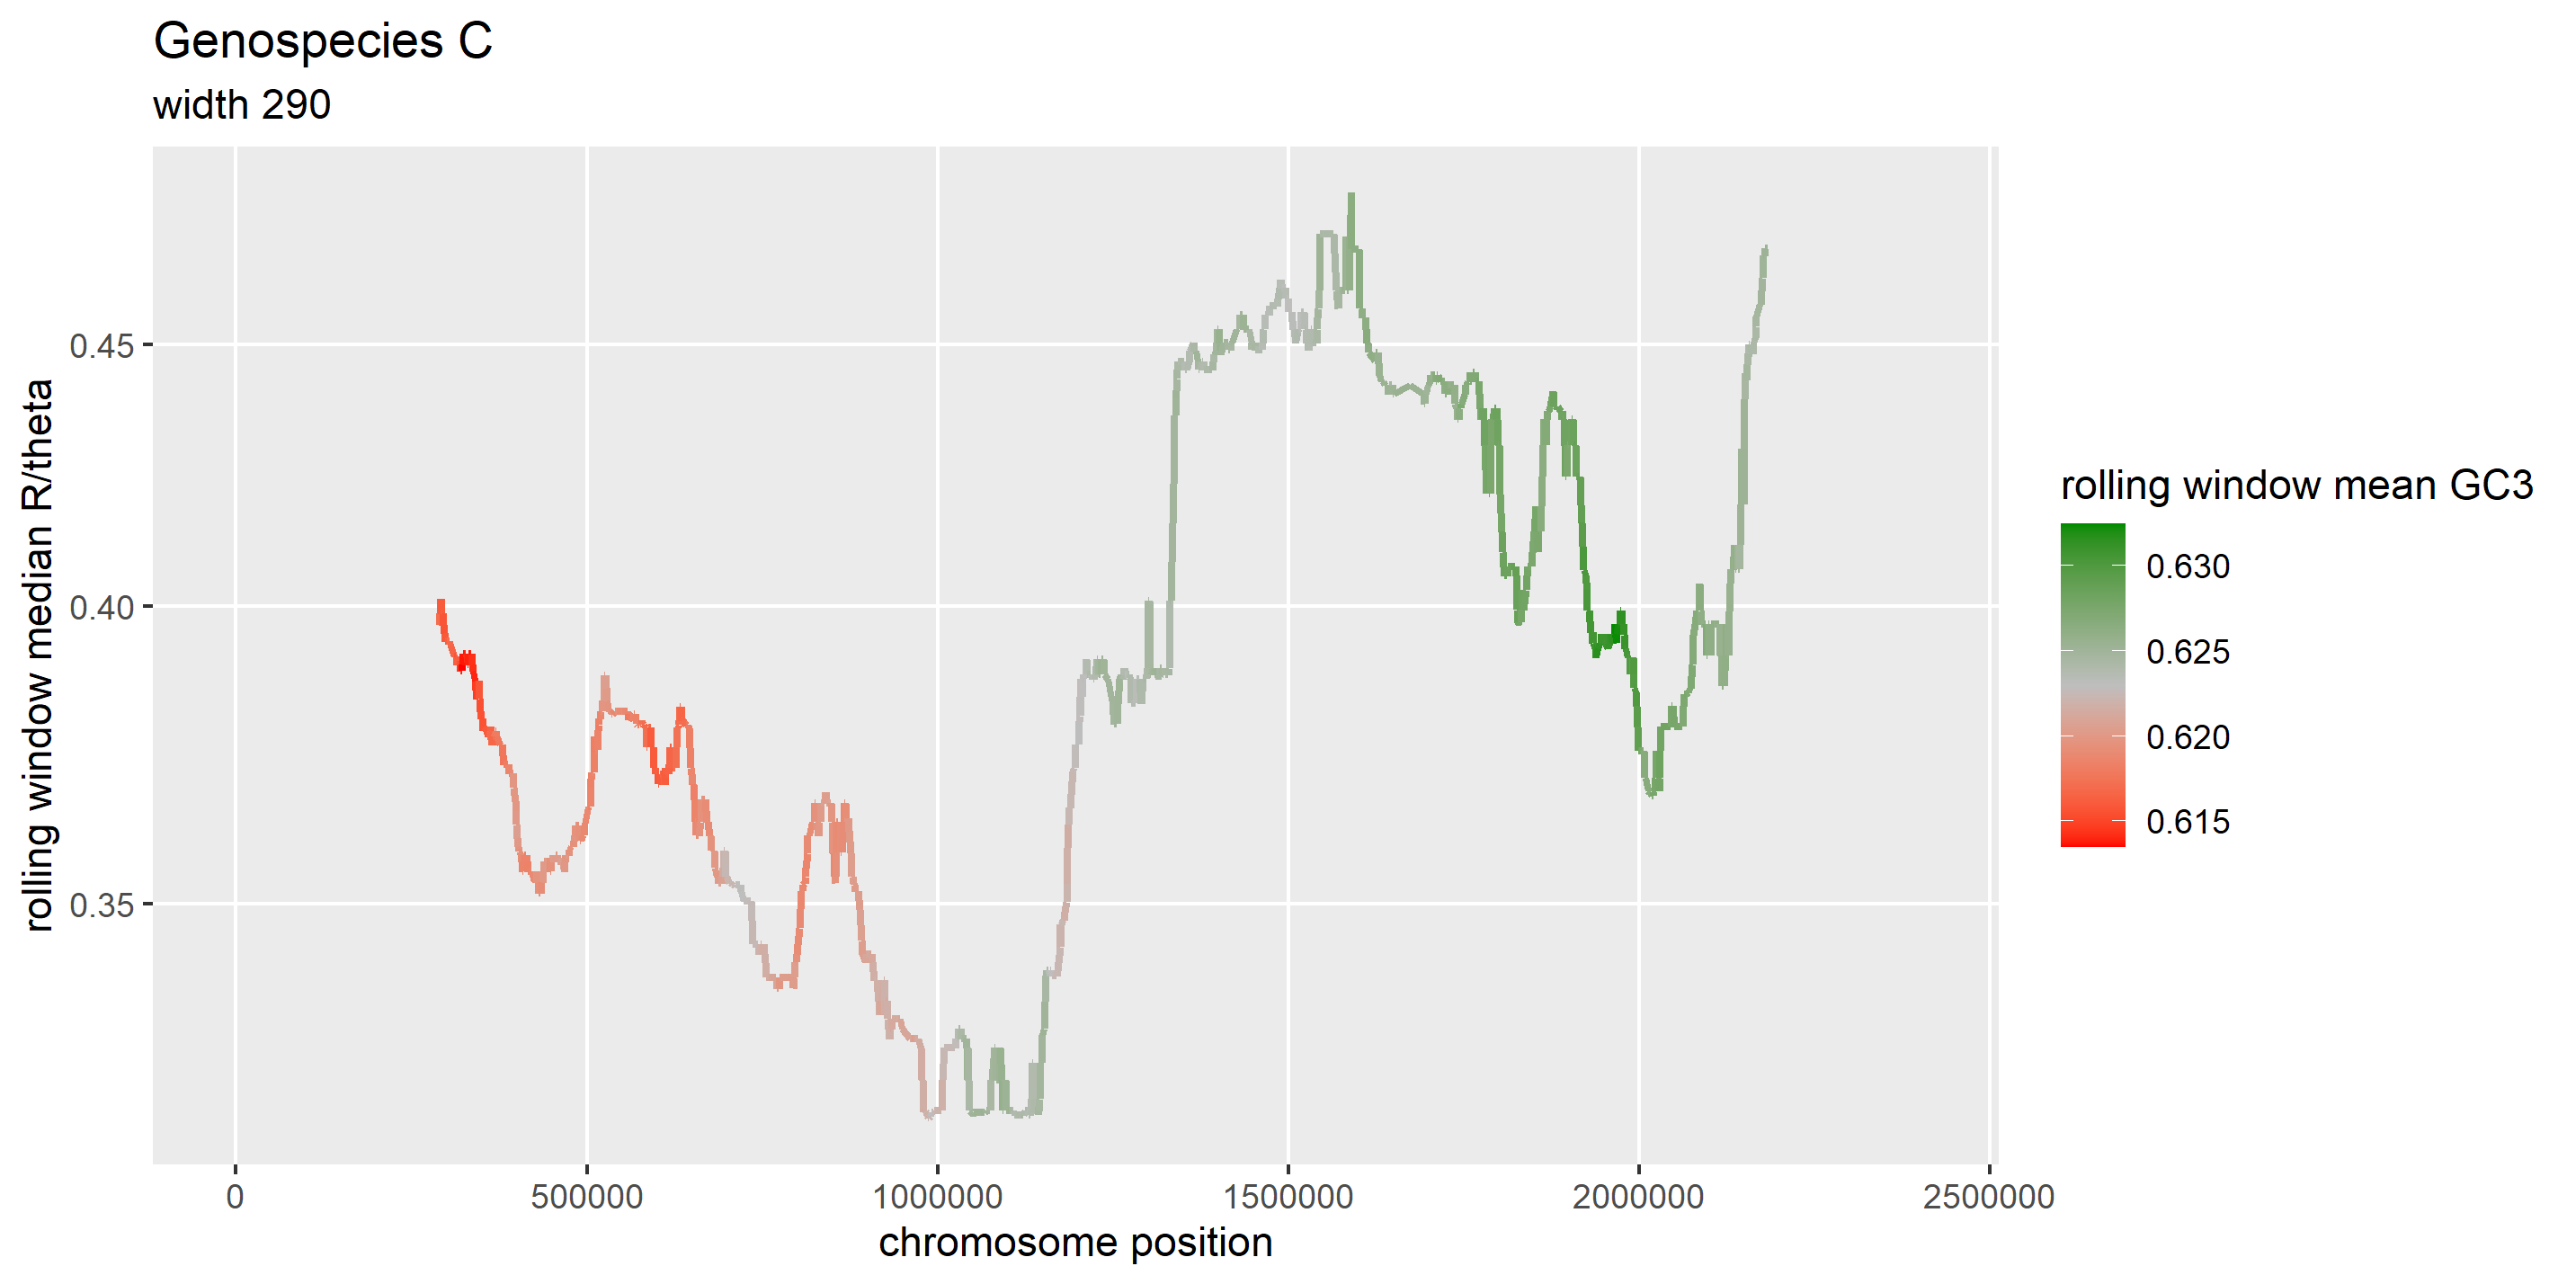 Genospecies C
width 290
rolling window median R/theta
0.45
0.40
0.35
0
500000
1000000
1500000
2000000
2500000
chromosome position
rolling window mean GC3
0.630
0.625
0.620
0.615